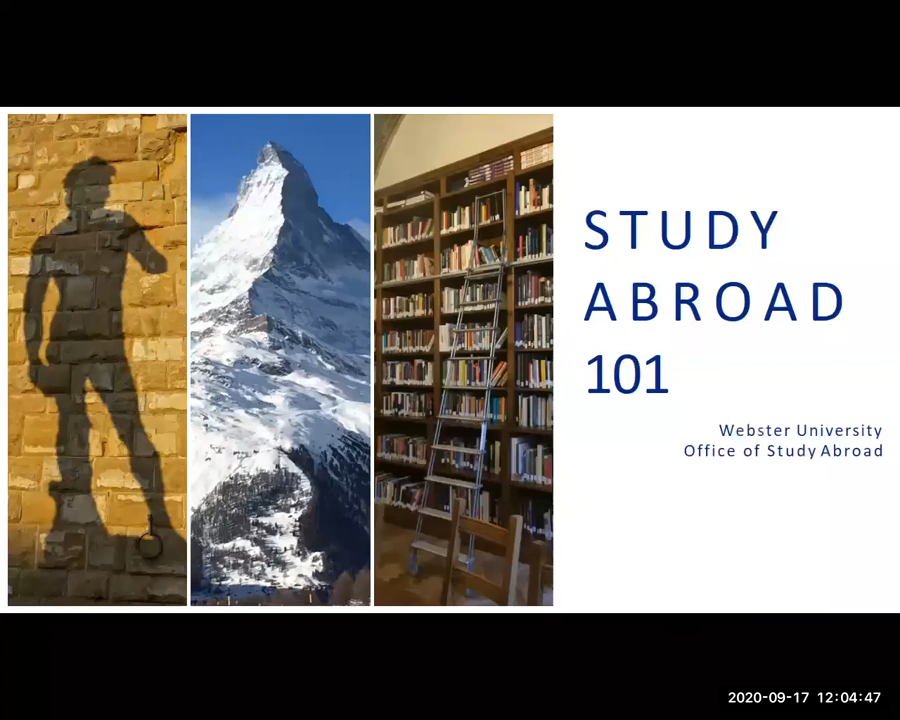 STUDY
ABROAD
101
Webster University
Office of Study Abroad
2020-09-17 12:04:47